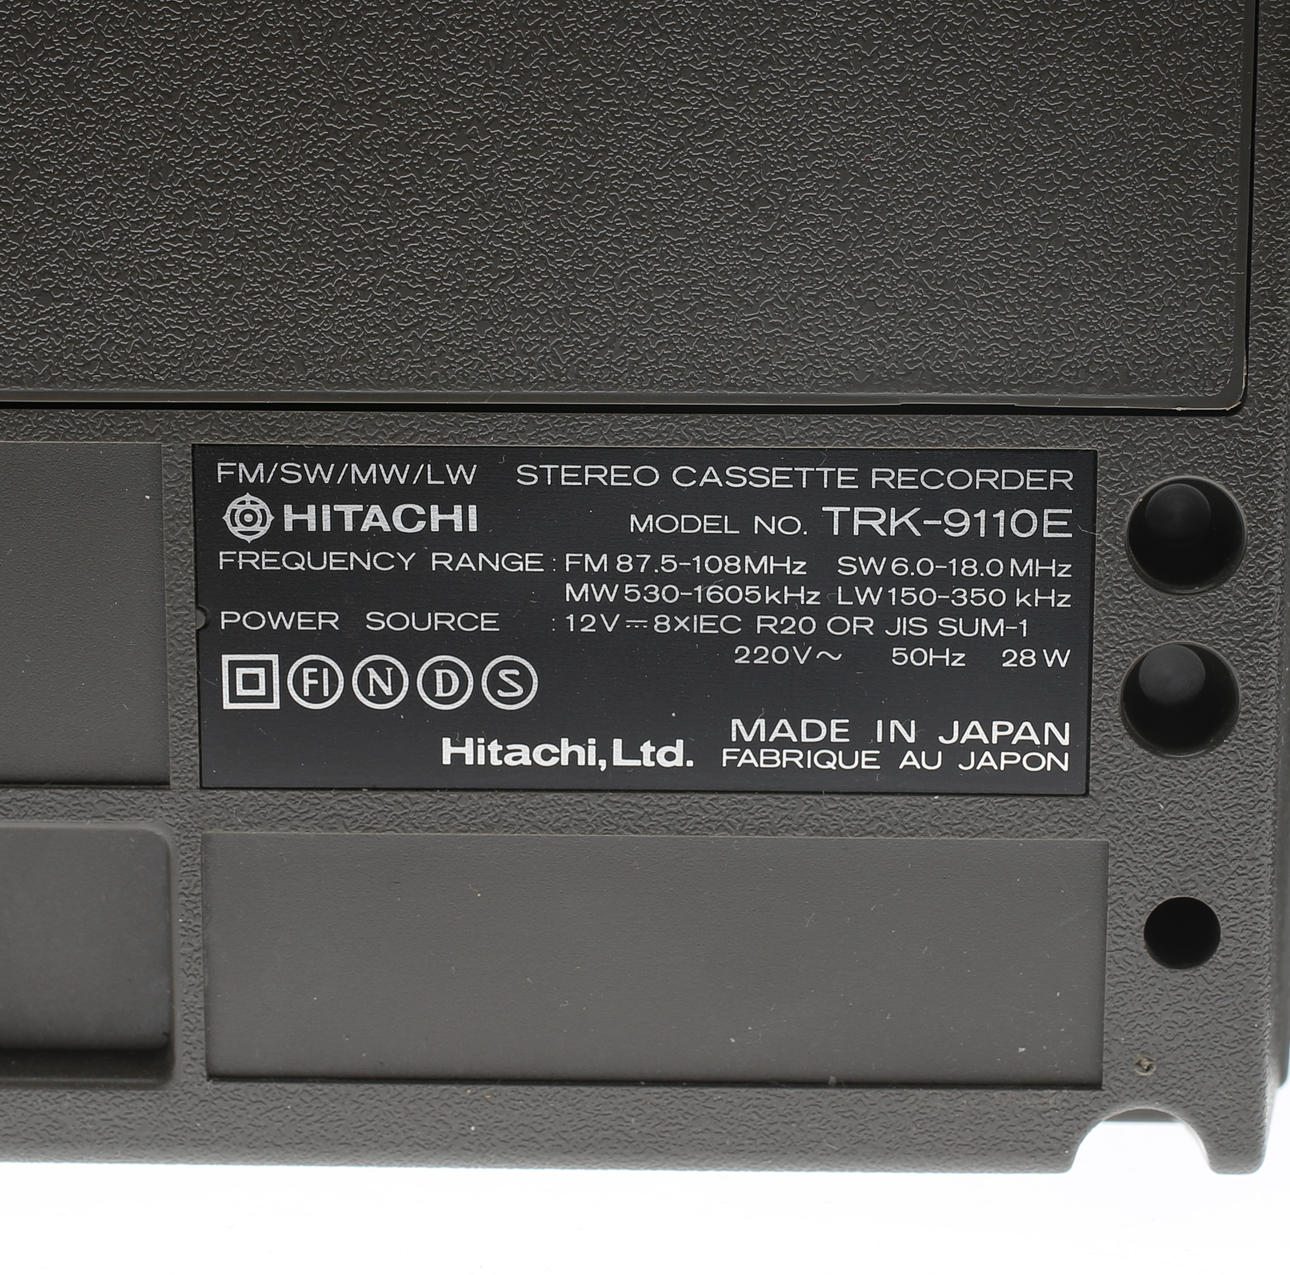 FM/SW/MW/LW STEREO CASSETTE RECORDER
HITACHI MODEL NO. TRK-9110E
FREQUENCY RANGE : FM 87.5-108MHz SW 6.0-18.0 MHz
MW 530-1605kHz LW 150-350 kHz
POWER SOURCE : 12V⎓8×IEC R20 OR JIS SUM-1
220V~ 50Hz 28 W
FI N D S
MADE IN JAPAN
Hitachi, Ltd. FABRIQUE AU JAPON